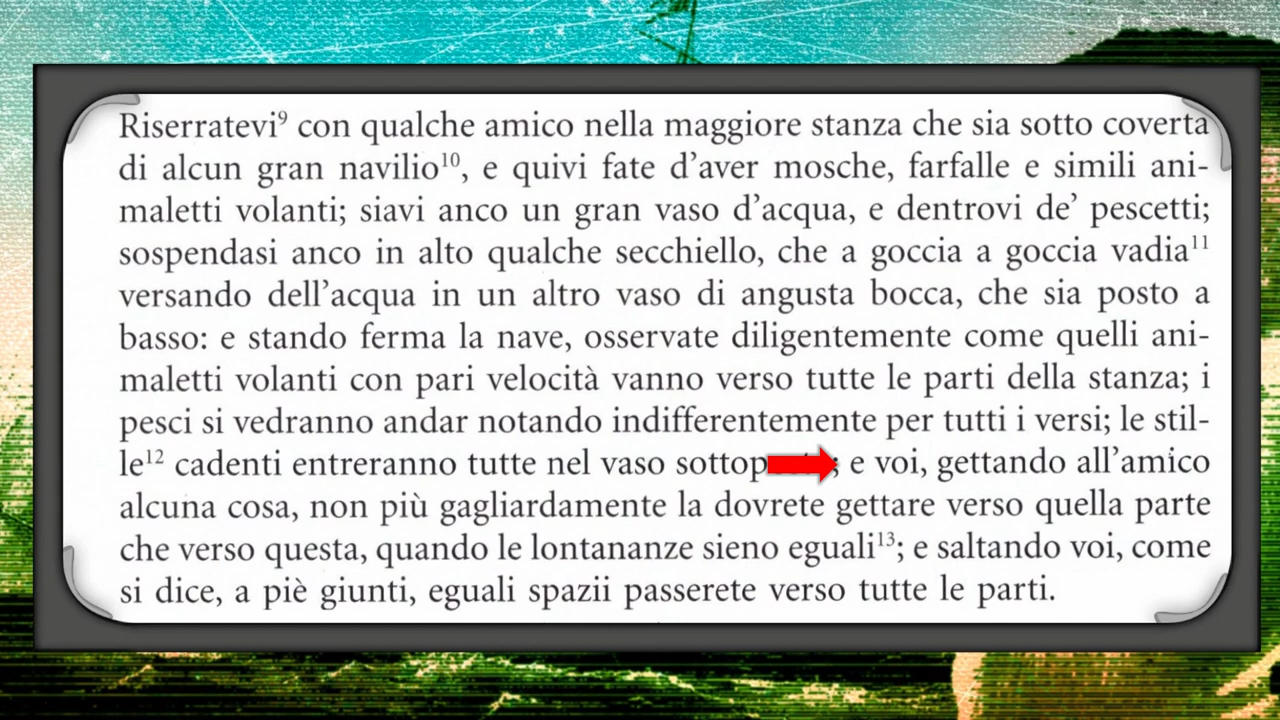 Riserratevi⁹ con qualche amico nella maggiore stanza che sia sotto coverta
di alcun gran navilio¹⁰, e quivi fate d’aver mosche, farfalle e simili ani-
maletti volanti; siavi anco un gran vaso d’acqua, e dentrovi de’ pescetti;
sospendasi anco in alto qualche secchiello, che a goccia a goccia vadia¹¹
versando dell’acqua in un altro vaso di angusta bocca, che sia posto a
basso: e stando ferma la nave, osservate diligentemente come quelli ani-
maletti volanti con pari velocità vanno verso tutte le parti della stanza; i
pesci si vedranno andar notando indifferentemente per tutti i versi; le stil-
le¹² cadenti entreranno tutte nel vaso ; e voi, gettando all’amico
alcuna cosa, non più gagliardamente la dovrete gettare verso quella parte
che verso questa, quando le lontananze sieno eguali¹³; e saltando voi, come
si dice, a piè giunti, eguali spazii passerete verso tutte le parti.